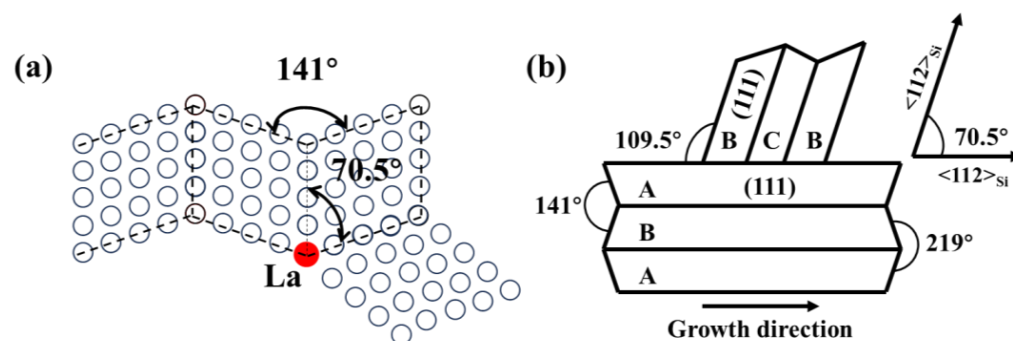 (a)
141°
70.5°
La
(b)
(111)
109.5°
B
C
B
A
(111)
141°
B
219°
A
Growth direction
<112>Si
70.5°
<112>Si